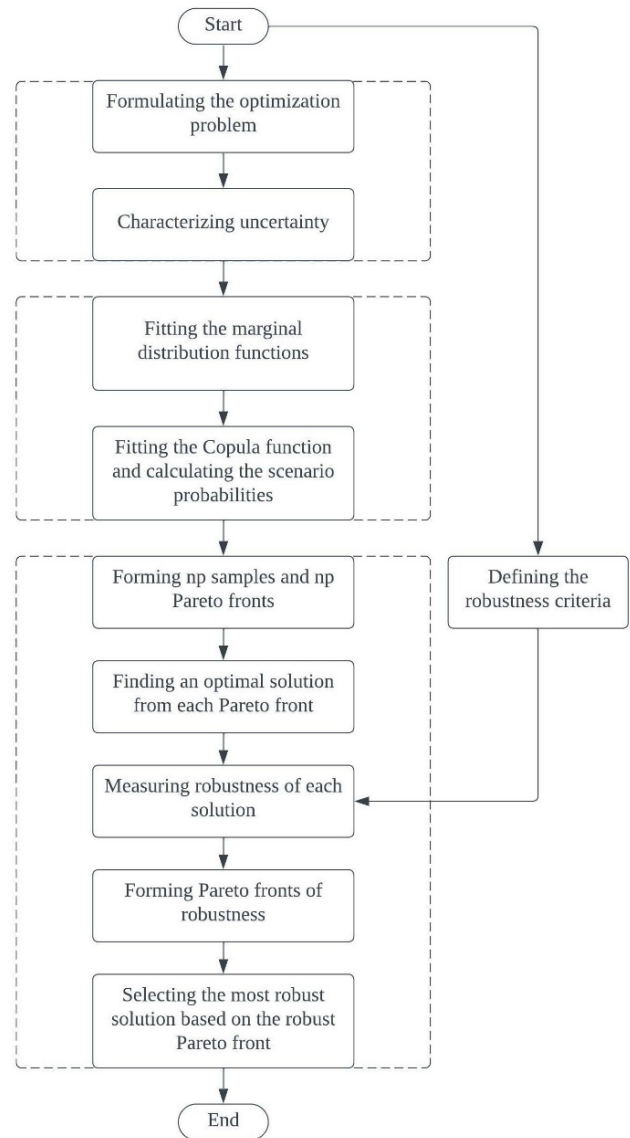 Start
Formulating the optimization
problem
Characterizing uncertainty
Fitting the marginal
distribution functions
Fitting the Copula function
and calculating the scenario
probabilities
Forming np samples and np
Pareto fronts
Defining the
robustness criteria
Finding an optimal solution
from each Pareto front
Measuring robustness of each
solution
Forming Pareto fronts of
robustness
Selecting the most robust
solution based on the robust
Pareto front
End